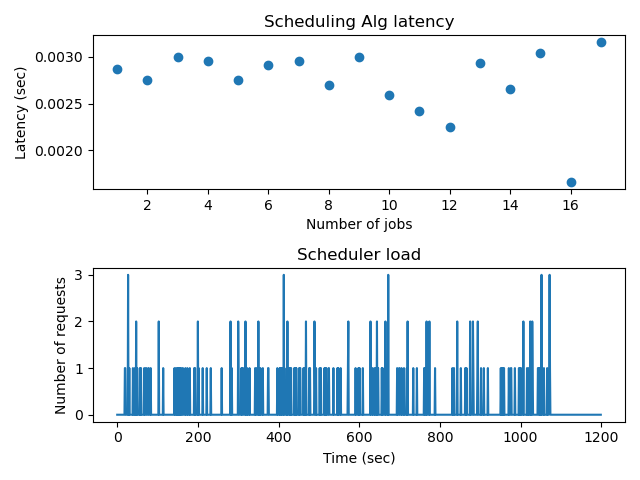 Scheduling Alg latency
0.0030
0.0025
0.0020
Latency (sec)
2 4 6 8 10 12 14 16
Number of jobs
Scheduler load
3
2
1
0
Number of requests
0 200 400 600 800 1000 1200
Time (sec)